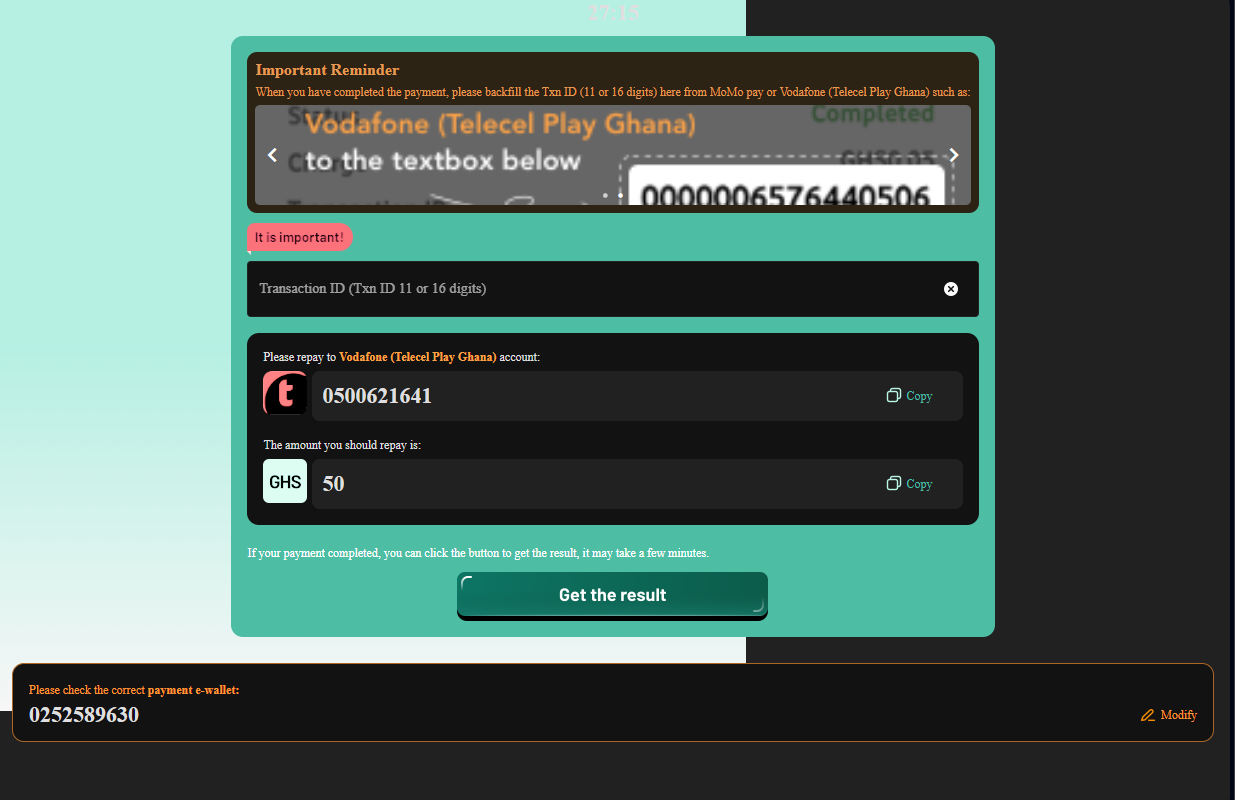 27:15
Important Reminder
When you have completed the payment, please backfill the Txn ID (11 or 16 digits) here from MoMo pay or Vodafone (Telecel Play Ghana) such as:
Status
Completed
Vodafone (Telecel Play Ghana)
Charge
GHS0.05
to the textbox below
Transaction ID
0000006576440506
It is important!
Transaction ID (Txn ID 11 or 16 digits)
Please repay to Vodafone (Telecel Play Ghana) account:
t
0500621641
Copy
The amount you should repay is:
GHS
50
Copy
If your payment completed, you can click the button to get the result, it may take a few minutes.
Get the result
Please check the correct payment e-wallet:
0252589630
Modify